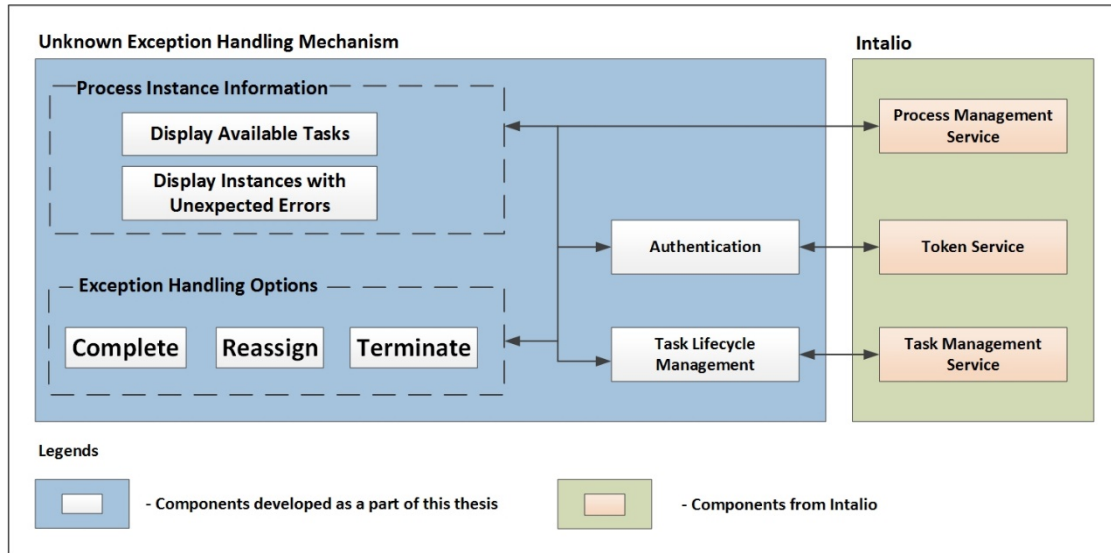 Unknown Exception Handling Mechanism
Intalio
Process Instance Information
Display Available Tasks
Display Instances with
Unexpected Errors
Process Management
Service
Authentication
Token Service
Exception Handling Options
Complete
Reassign
Terminate
Task Lifecycle
Management
Task Management
Service
Legends
- Components developed as a part of this thesis
- Components from Intalio